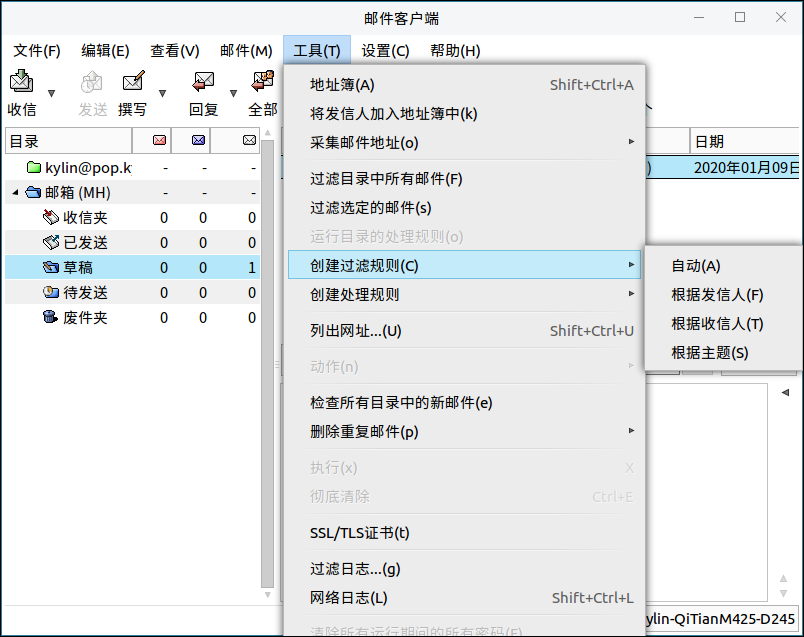 邮件客户端
文件(F) 编辑(E) 查看(V) 邮件(M) 工具(T) 设置(C) 帮助(H)
收信 发送 撰写 回复 全部
目录
日期
kylin@pop.k - - -
2020年01月09日
邮箱 (MH) - - -
收信夹 0 0 0
已发送 0 0 0
草稿 0 0 1
待发送 0 0 0
废件夹 0 0 0
地址簿(A) Shift+Ctrl+A
将发信人加入地址簿中(k)
采集邮件地址(o)
过滤目录中所有邮件(F)
过滤选定的邮件(s)
运行目录的处理规则(o)
创建过滤规则(C)
创建处理规则
列出网址...(U) Shift+Ctrl+U
动作(n)
检查所有目录中的新邮件(e)
删除重复邮件(p)
执行(x) X
彻底清除 Ctrl+E
SSL/TLS证书(t)
过滤日志...(g)
网络日志(L) Shift+Ctrl+L
清除所有运行期间的所有密码(F)
自动(A)
根据发信人(F)
根据收信人(T)
根据主题(S)
ylin-QiTianM425-D245